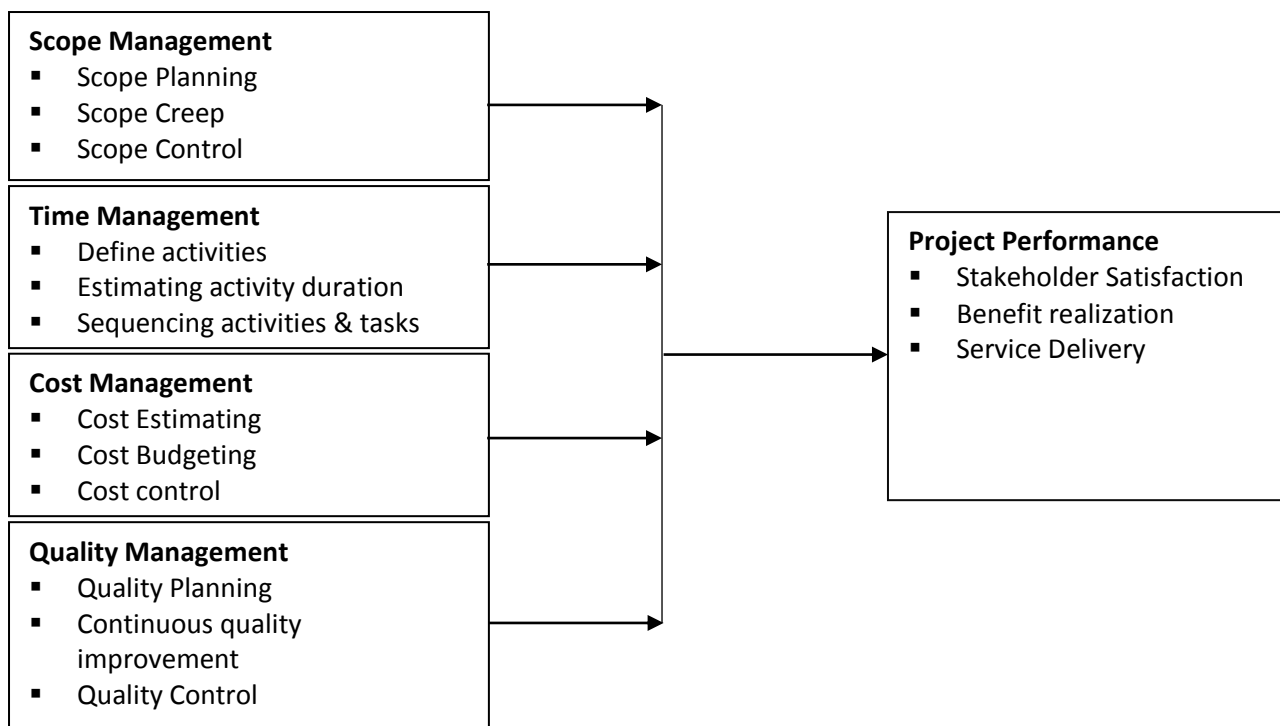 Scope Management
▪ Scope Planning
▪ Scope Creep
▪ Scope Control
Time Management
▪ Define activities
▪ Estimating activity duration
▪ Sequencing activities & tasks
Cost Management
▪ Cost Estimating
▪ Cost Budgeting
▪ Cost control
Quality Management
▪ Quality Planning
▪ Continuous quality
improvement
▪ Quality Control
Project Performance
▪ Stakeholder Satisfaction
▪ Benefit realization
▪ Service Delivery